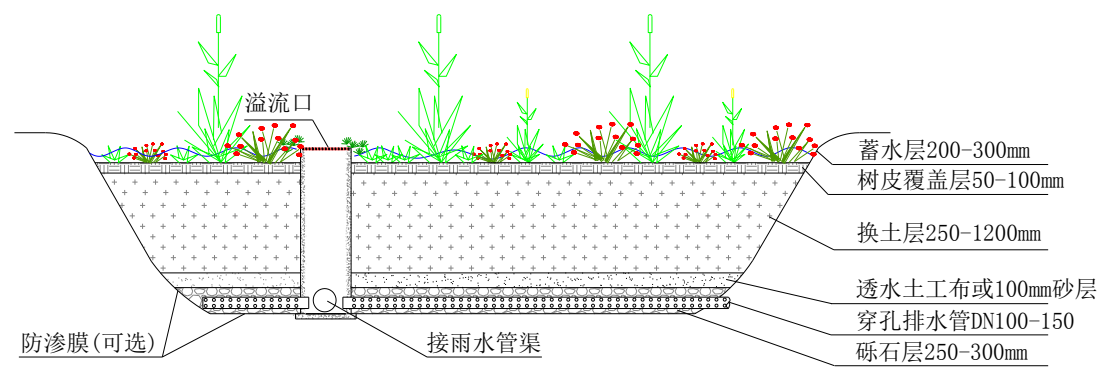 溢流口
蓄水层200-300mm
树皮覆盖层50-100mm
换土层250-1200mm
透水土工布或100mm砂层
穿孔排水管DN100-150
砾石层250-300mm
防渗膜(可选)
接雨水管渠